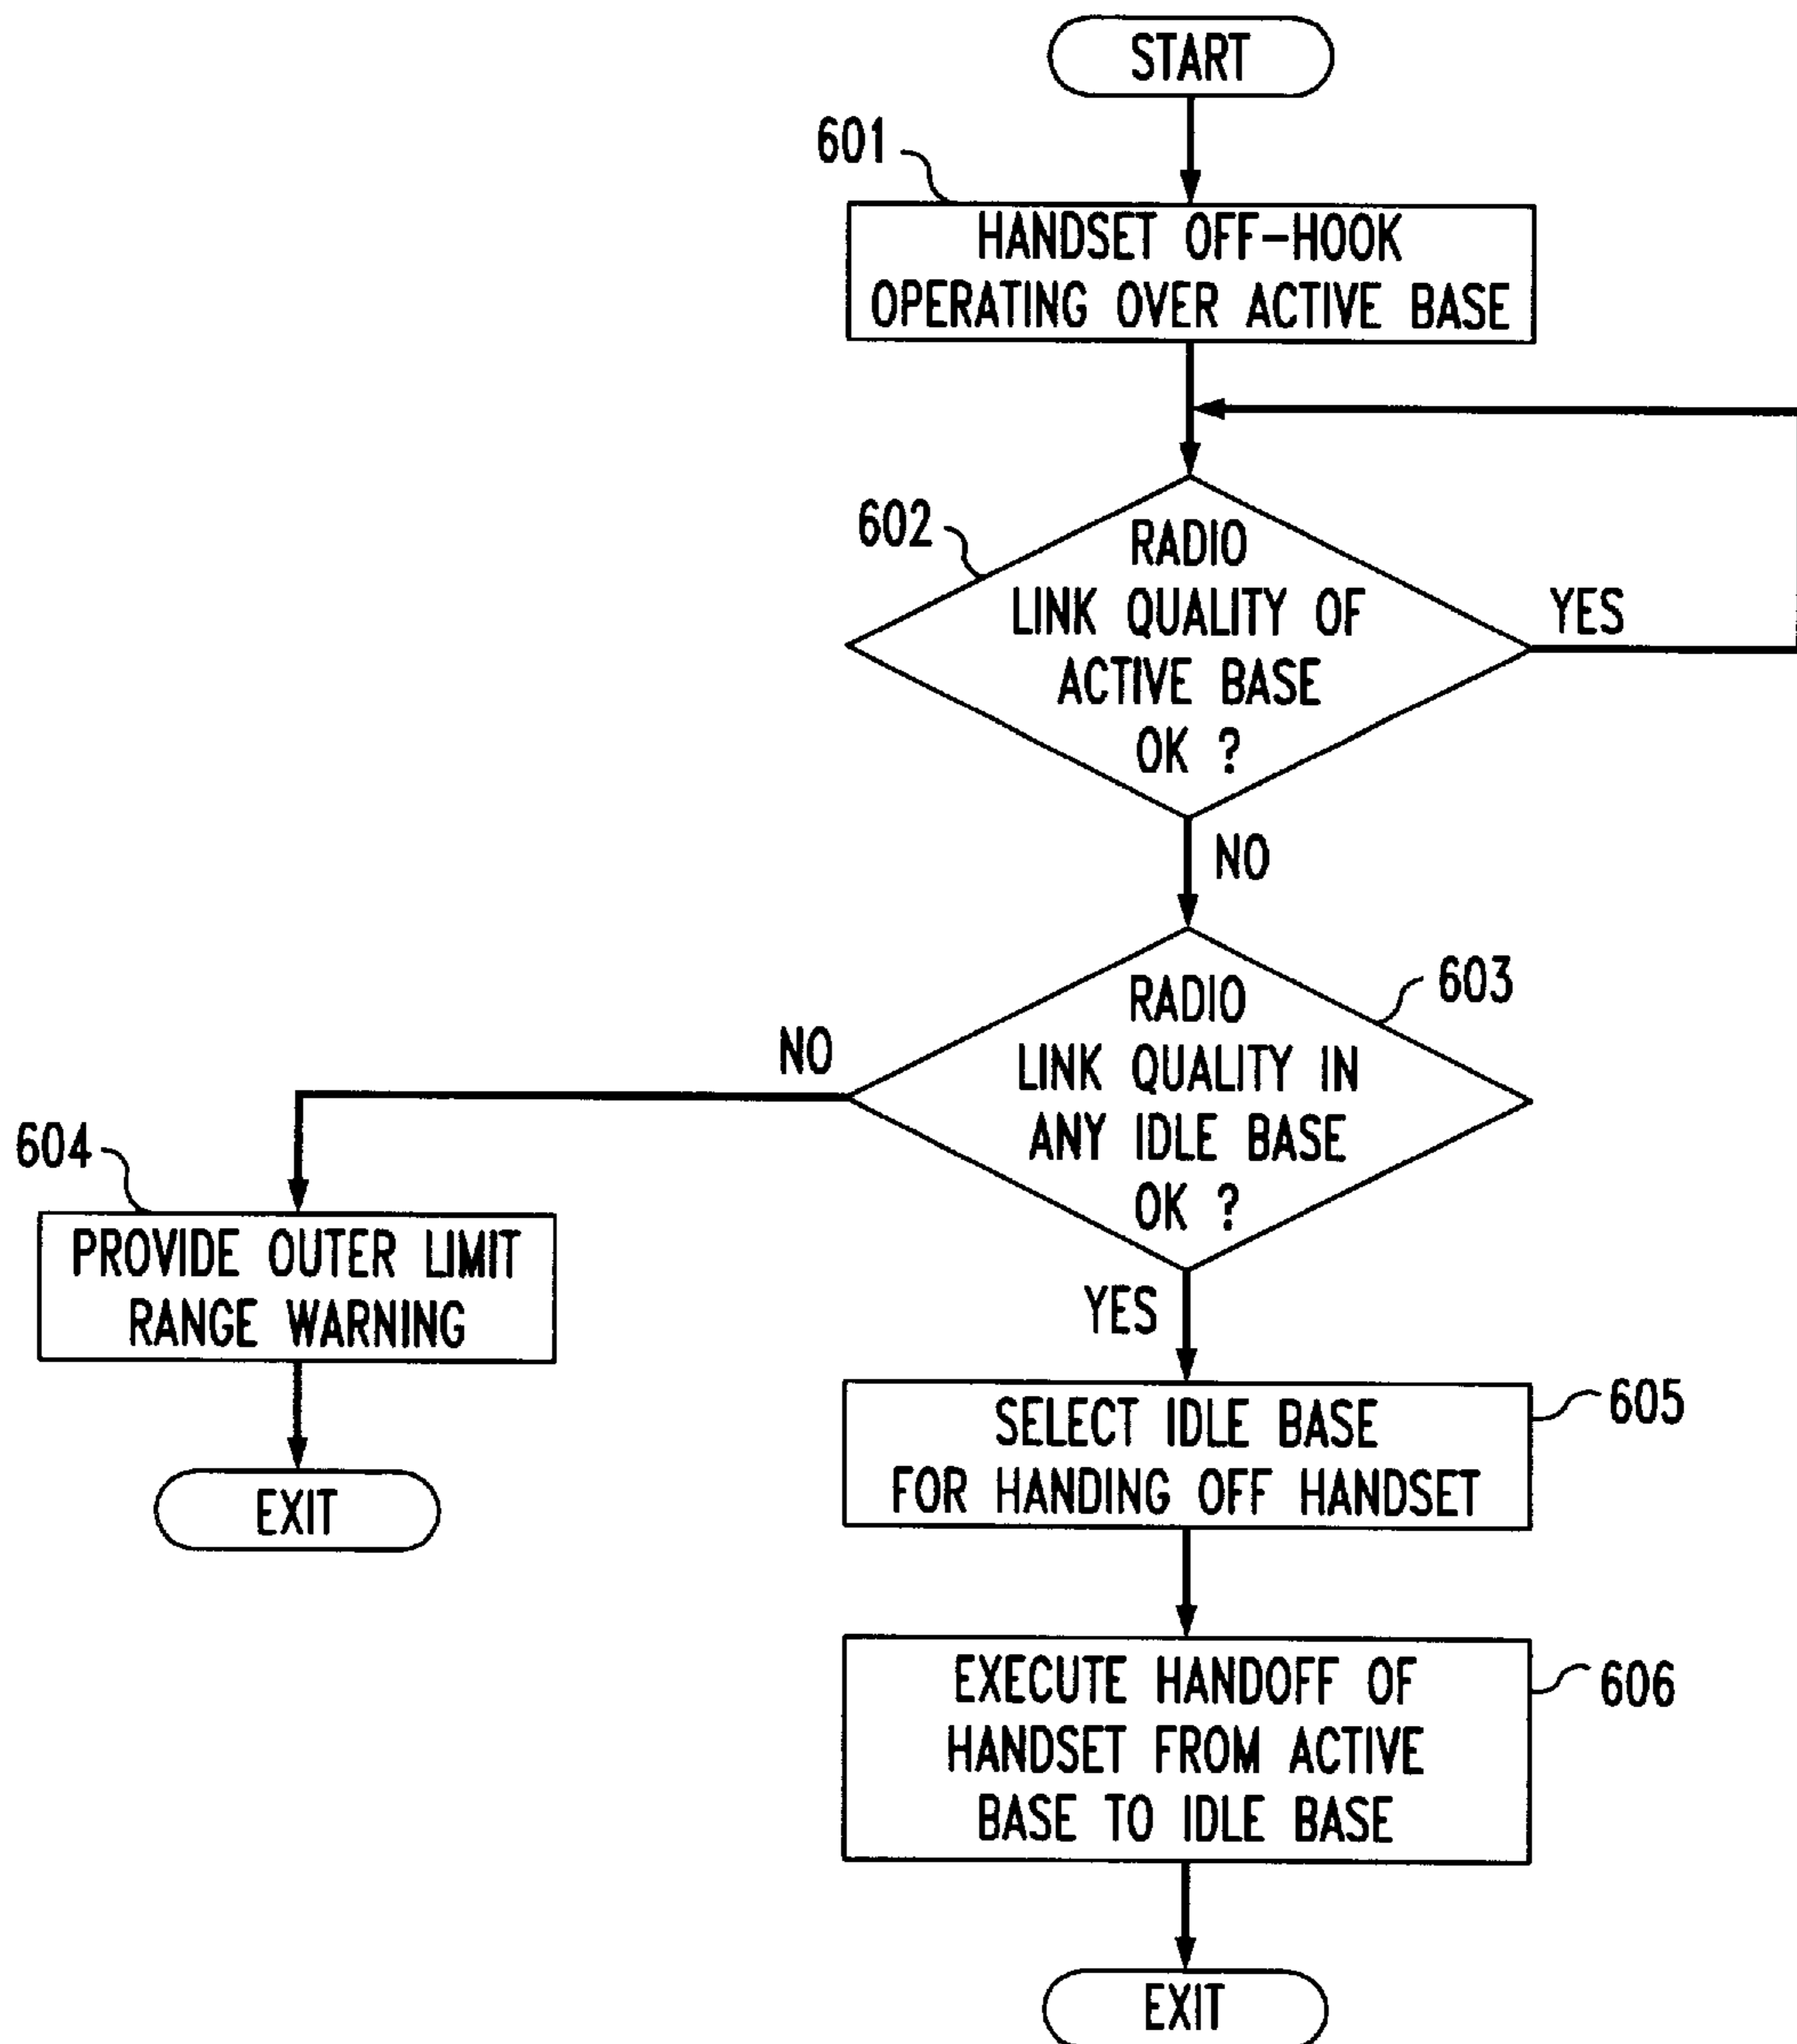 START
601
HANDSET OFF-HOOK
OPERATING OVER ACTIVE BASE
602
RADIO
LINK QUALITY OF
ACTIVE BASE
OK ?
YES
NO
603
RADIO
LINK QUALITY IN
ANY IDLE BASE
OK ?
NO
604
PROVIDE OUTER LIMIT
RANGE WARNING
EXIT
YES
605
SELECT IDLE BASE
FOR HANDING OFF HANDSET
606
EXECUTE HANDOFF OF
HANDSET FROM ACTIVE
BASE TO IDLE BASE
EXIT